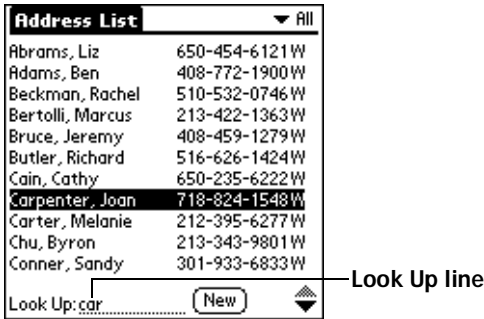 Address List ▼ All
Abrams, Liz 650-454-6121W
Adams, Ben 408-772-1900W
Beckman, Rachel 510-532-0746W
Bertolli, Marcus 213-422-1363W
Bruce, Jeremy 408-459-1279W
Butler, Richard 516-626-1424W
Cain, Cathy 650-235-6222W
Carpenter, Joan 718-824-1548W
Carter, Melanie 212-395-6277W
Chu, Byron 213-343-9801W
Conner, Sandy 301-933-6833W
Look Up line
Look Up: car New